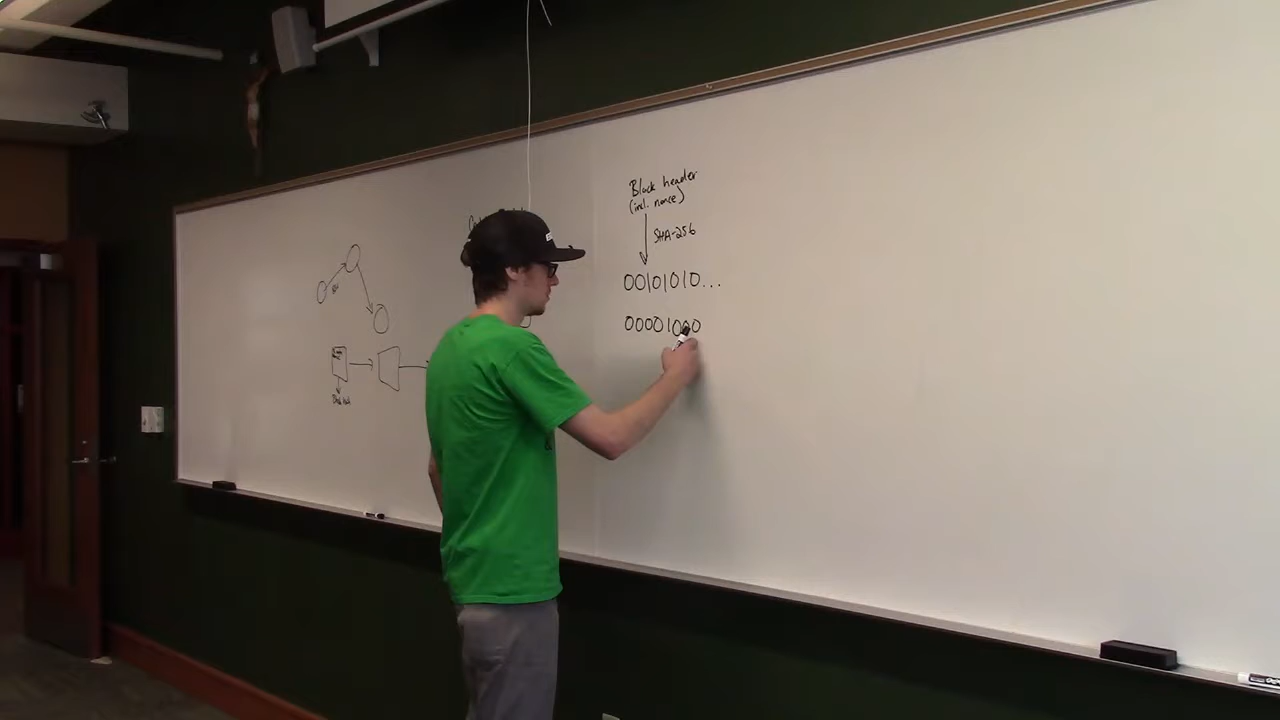 Block header
(incl. nonce)
SHA-256
00101010...
00001000